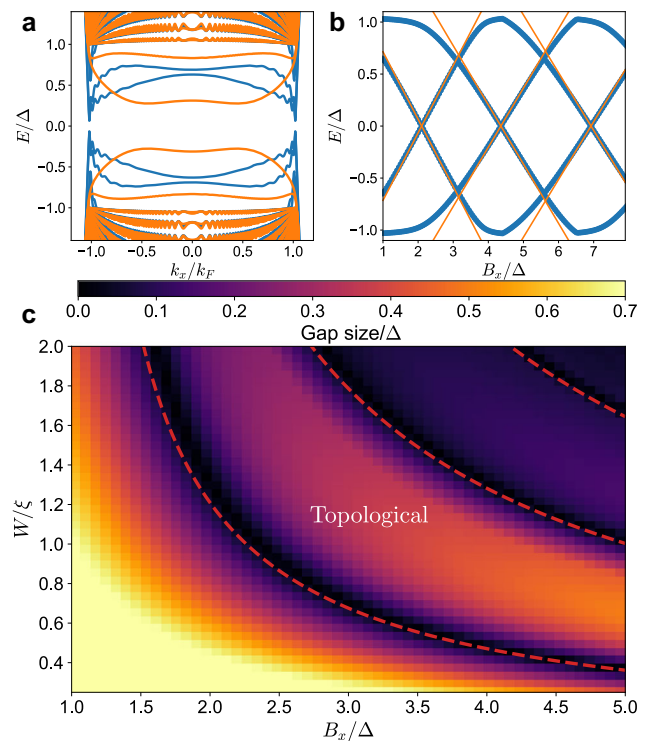 a
b
1.0
0.5
0.0
−0.5
−1.0
E/Δ
−1.0 −0.5 0.0 0.5 1.0
k_x/k_F
1.0
0.5
0.0
−0.5
−1.0
E/Δ
1 2 3 4 5 6 7
B_x/Δ
0.0 0.1 0.2 0.3 0.4 0.5 0.6 0.7
Gap size/Δ
c
2.0
1.8
1.6
1.4
1.2
1.0
0.8
0.6
0.4
W/ξ
Topological
1.0 1.5 2.0 2.5 3.0 3.5 4.0 4.5 5.0
B_x/Δ